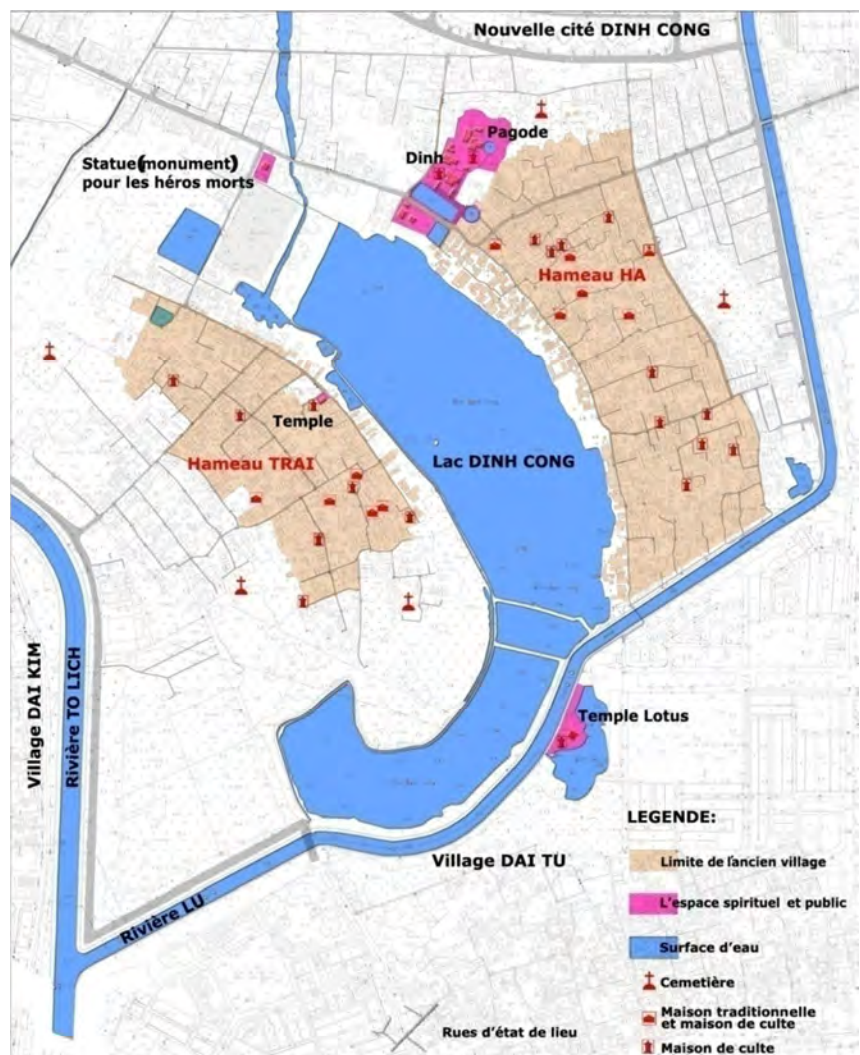 Nouvelle cité DINH CONG
Pagode
Dinh
Statue(monument)
pour les héros morts
Hameau HA
Temple
Hameau TRAI
Lac DINH CONG
Village DAI KIM
Rivière TO LICH
Temple Lotus
Village DAI TU
Rivière LU
LEGENDE:
Limite de l'ancien village
L'espace spirituel et public
Surface d'eau
Cemetière
Maison traditionnelle
et maison de culte
Maison de culte
Rues d'état de lieu